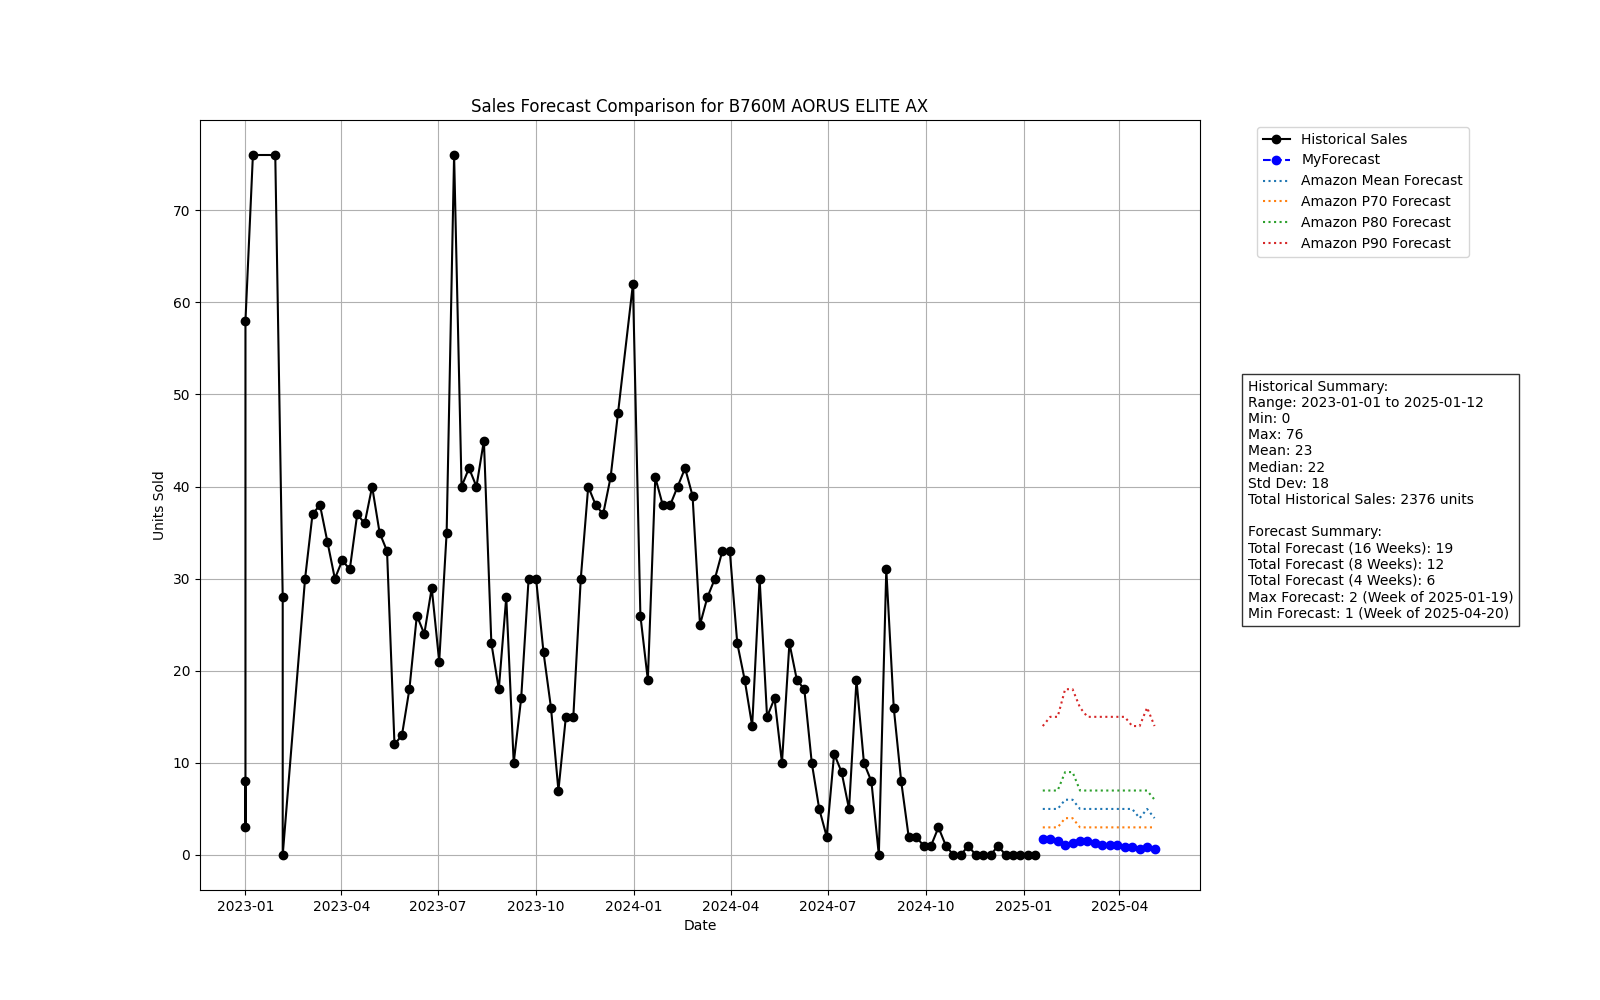 Sales Forecast Comparison for B760M AORUS ELITE AX
Units Sold
70
60
50
40
30
20
10
0
2023-01 2023-04 2023-07 2023-10 2024-01 2024-04 2024-07 2024-10 2025-01 2025-04
Date
Historical Sales
MyForecast
Amazon Mean Forecast
Amazon P70 Forecast
Amazon P80 Forecast
Amazon P90 Forecast
Historical Summary:
Range: 2023-01-01 to 2025-01-12
Min: 0
Max: 76
Mean: 23
Median: 22
Std Dev: 18
Total Historical Sales: 2376 units
Forecast Summary:
Total Forecast (16 Weeks): 19
Total Forecast (8 Weeks): 12
Total Forecast (4 Weeks): 6
Max Forecast: 2 (Week of 2025-01-19)
Min Forecast: 1 (Week of 2025-04-20)